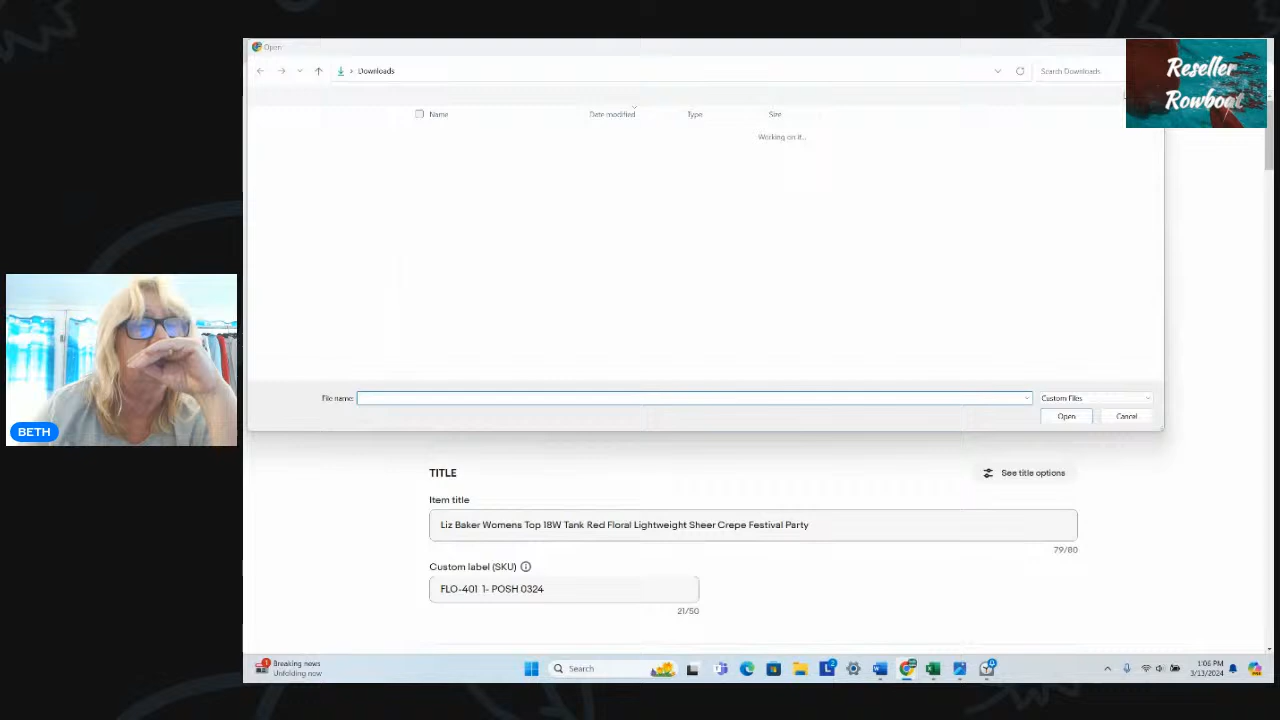 Open
Downloads
Search Downloads
Reseller
Rowboat
Name
Date modified
Type
Size
Working on it...
File name:
Custom Files
Open
Cancel
BETH
TITLE
See title options
Item title
Liz Baker Womens Top 18W Tank Red Floral Lightweight Sheer Crepe Festival Party
79/80
Custom label (SKU)
FLO-401 1- POSH 0324
21/50
Breaking news
Unfolding now
Search
1:06 PM
3/13/2024